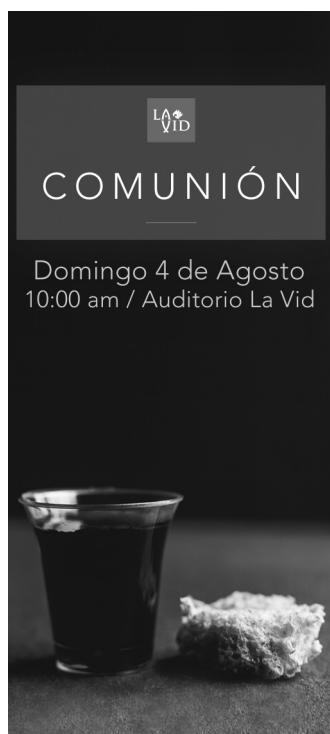 LA
VID
COMUNIÓN
Domingo 4 de Agosto
10:00 am / Auditorio La Vid